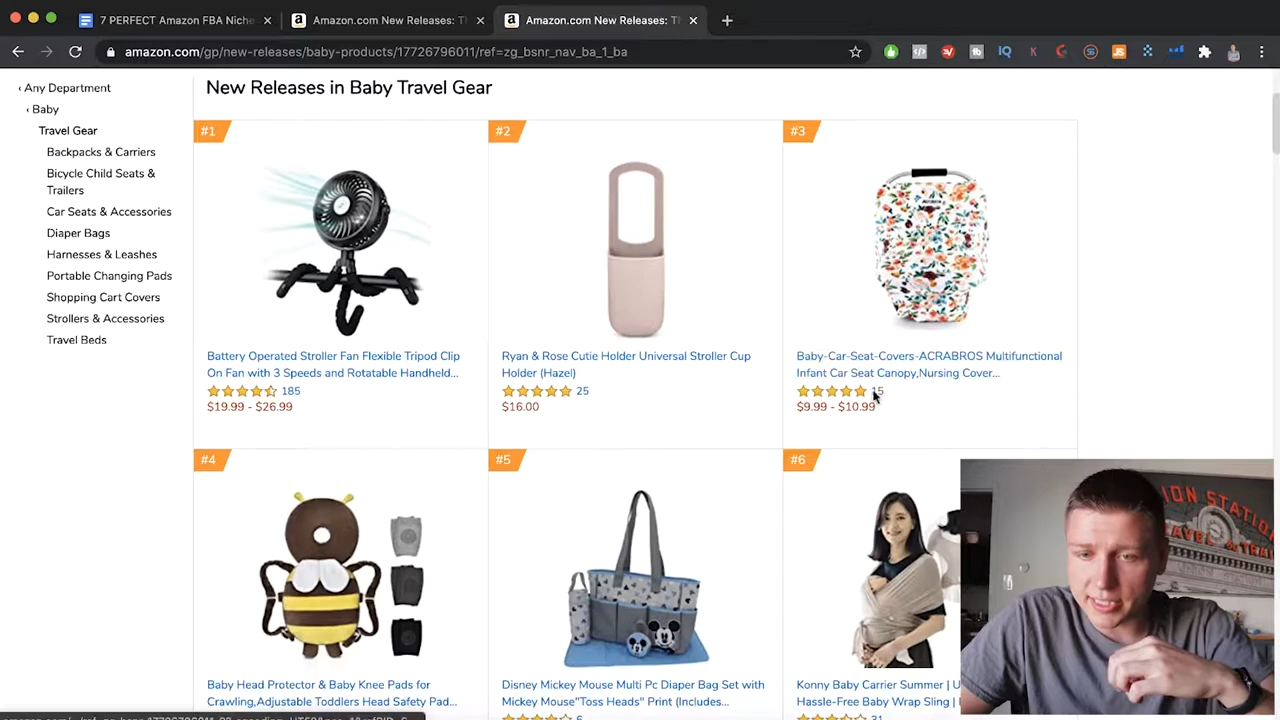 7 PERFECT Amazon FBA Niche
Amazon.com New Releases: Th
Amazon.com New Releases: Th
amazon.com/gp/new-releases/baby-products/17726796011/ref=zg_bsnr_nav_ba_1_ba
‹ Any Department
‹ Baby
Travel Gear
Backpacks & Carriers
Bicycle Child Seats &
Trailers
Car Seats & Accessories
Diaper Bags
Harnesses & Leashes
Portable Changing Pads
Shopping Cart Covers
Strollers & Accessories
Travel Beds
New Releases in Baby Travel Gear
#1
#2
#3
Battery Operated Stroller Fan Flexible Tripod Clip
On Fan with 3 Speeds and Rotatable Handheld...
185
$19.99 - $26.99
Ryan & Rose Cutie Holder Universal Stroller Cup
Holder (Hazel)
25
$16.00
Baby-Car-Seat-Covers-ACRABROS Multifunctional
Infant Car Seat Canopy,Nursing Cover...
15
$9.99 - $10.99
#4
#5
#6
Baby Head Protector & Baby Knee Pads for
Crawling,Adjustable Toddlers Head Safety Pad...
Disney Mickey Mouse Multi Pc Diaper Bag Set with
Mickey Mouse"Toss Heads" Print (Includes...
6
Konny Baby Carrier Summer | U
Hassle-Free Baby Wrap Sling |
31
ION STATION